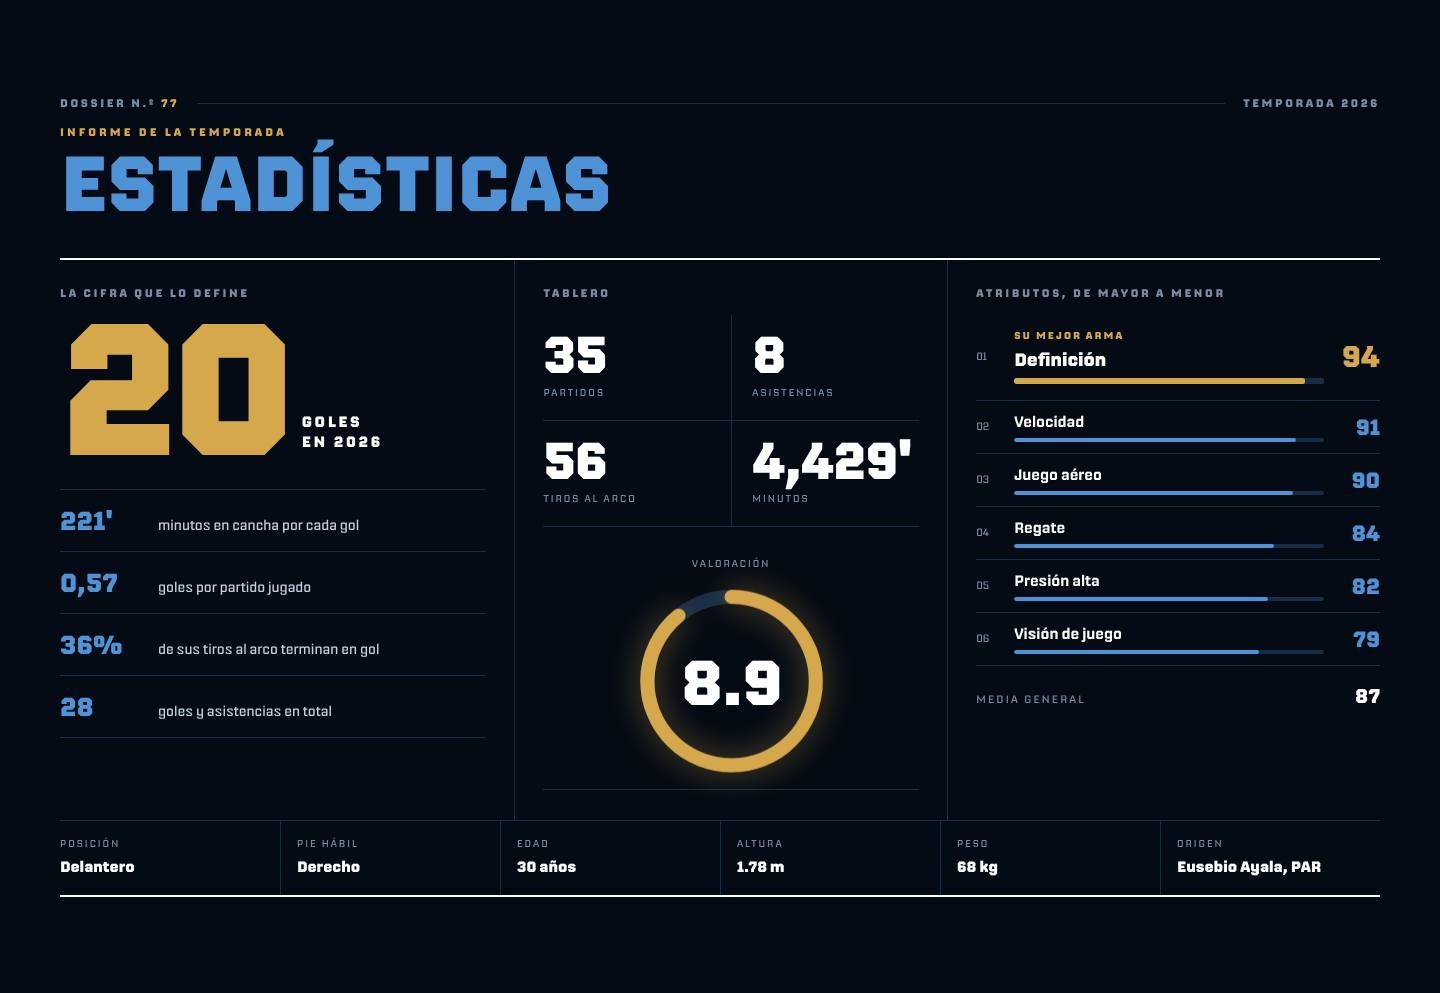 DOSSIER N.º 77
TEMPORADA 2026
INFORME DE LA TEMPORADA
ESTADÍSTICAS
LA CIFRA QUE LO DEFINE
20
GOLES
EN 2026
221' minutos en cancha por cada gol
0,57 goles por partido jugado
36% de sus tiros al arco terminan en gol
28 goles y asistencias en total
TABLERO
35
PARTIDOS
8
ASISTENCIAS
56
TIROS AL ARCO
4,429'
MINUTOS
VALORACIÓN
8.9
ATRIBUTOS, DE MAYOR A MENOR
SU MEJOR ARMA
01 Definición 94
02 Velocidad 91
03 Juego aéreo 90
04 Regate 84
05 Presión alta 82
06 Visión de juego 79
MEDIA GENERAL 87
POSICIÓN
Delantero
PIE HÁBIL
Derecho
EDAD
30 años
ALTURA
1.78 m
PESO
68 kg
ORIGEN
Eusebio Ayala, PAR